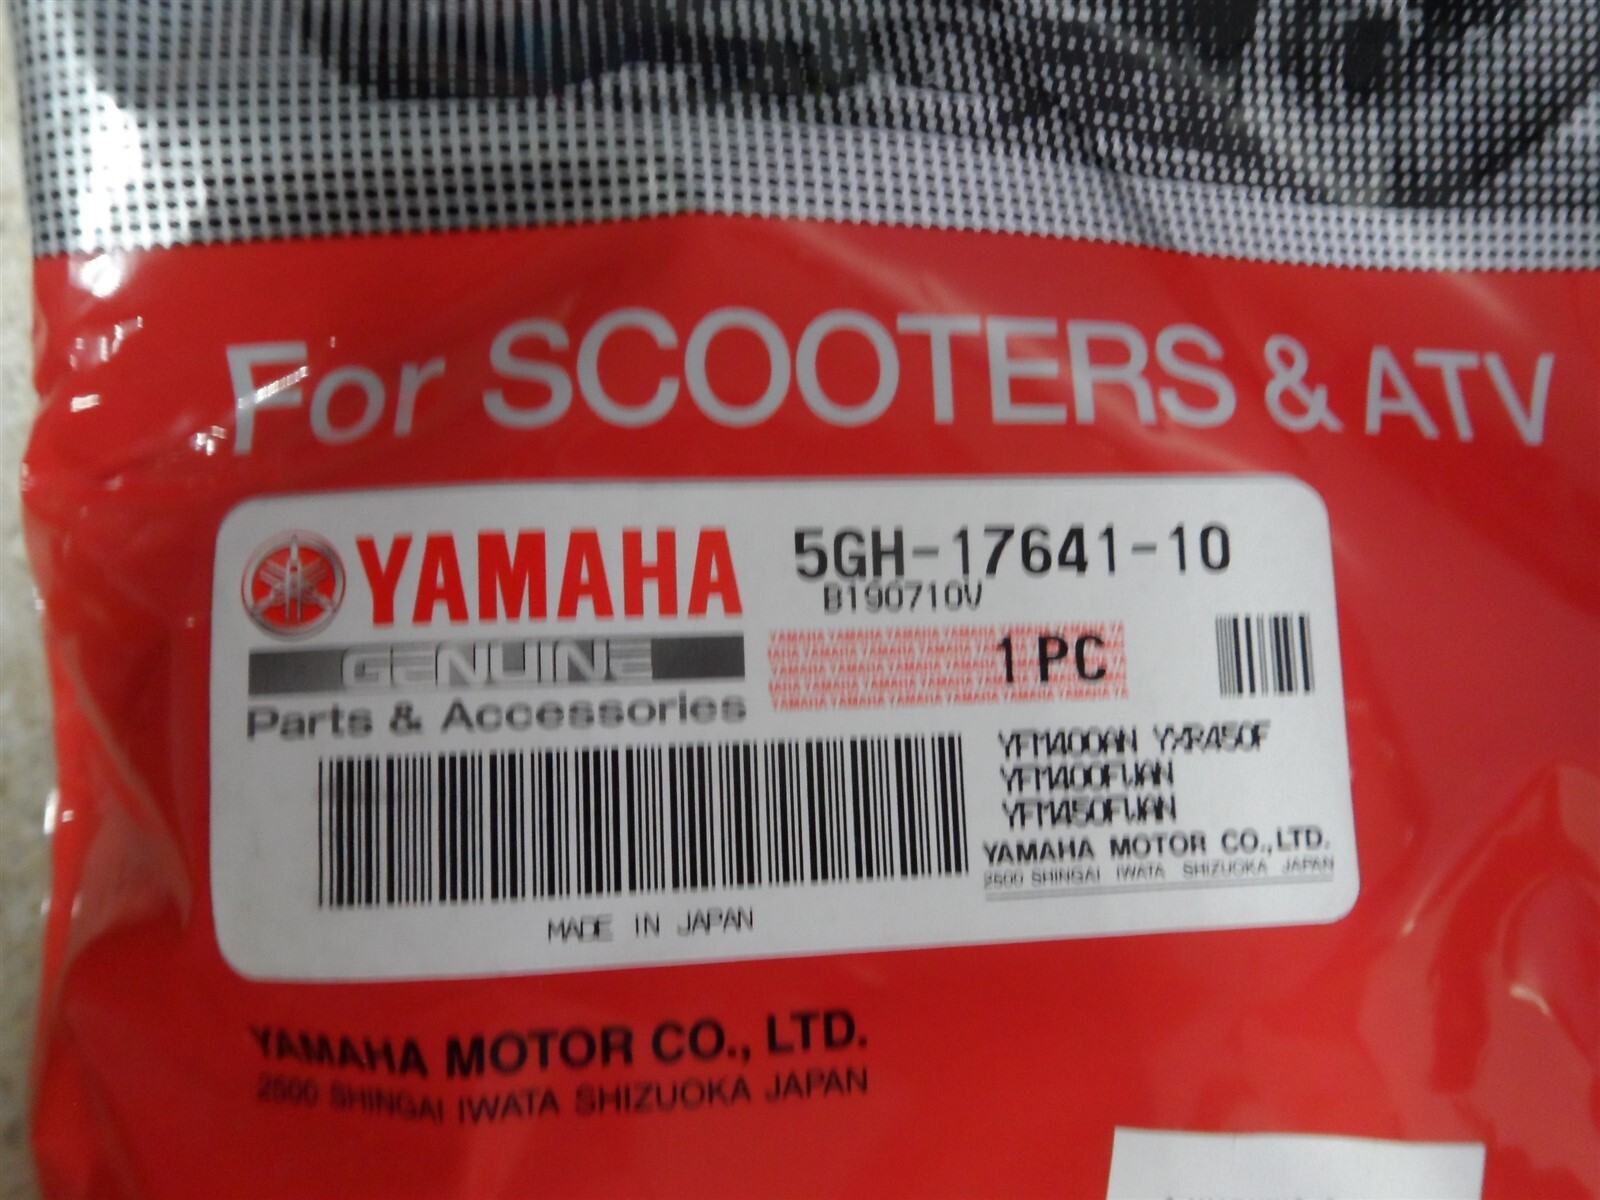 For SCOOTERS & ATV
YAMAHA
GENUINE
Parts & Accessories
5GH-17641-10
B190710V
1 PC
YFM400AN YXR450F
YFM400FWAN
YFM450FWAN
YAMAHA MOTOR CO.,LTD.
2500 SHINGAI IWATA SHIZUOKA JAPAN
MADE IN JAPAN
YAMAHA MOTOR CO., LTD.
2500 SHINGAI IWATA SHIZUOKA JAPAN